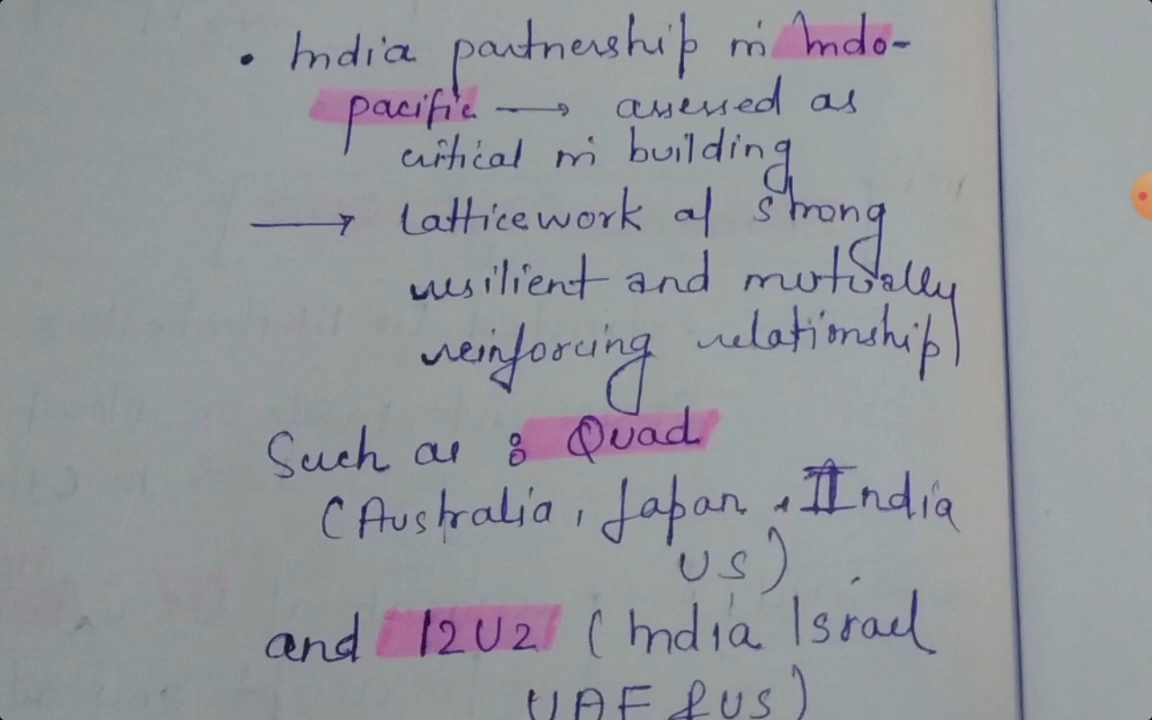 • India partnership in Indo-
pacific → assessed as
critical in building
→ Latticework of strong
resilient and mutually
reinforcing relationship)
Such as : Quad
(Australia, Japan, India
US)
and I2U2 (India Israel
UAE & US)